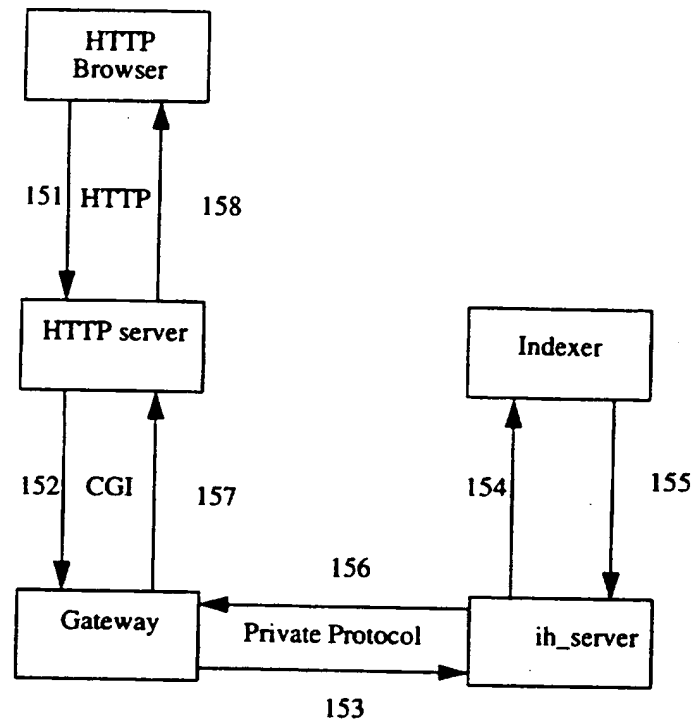 HTTP
Browser
151 HTTP 158
HTTP server
Indexer
152 CGI 157
154 155
156
Gateway
Private Protocol
ih_server
153